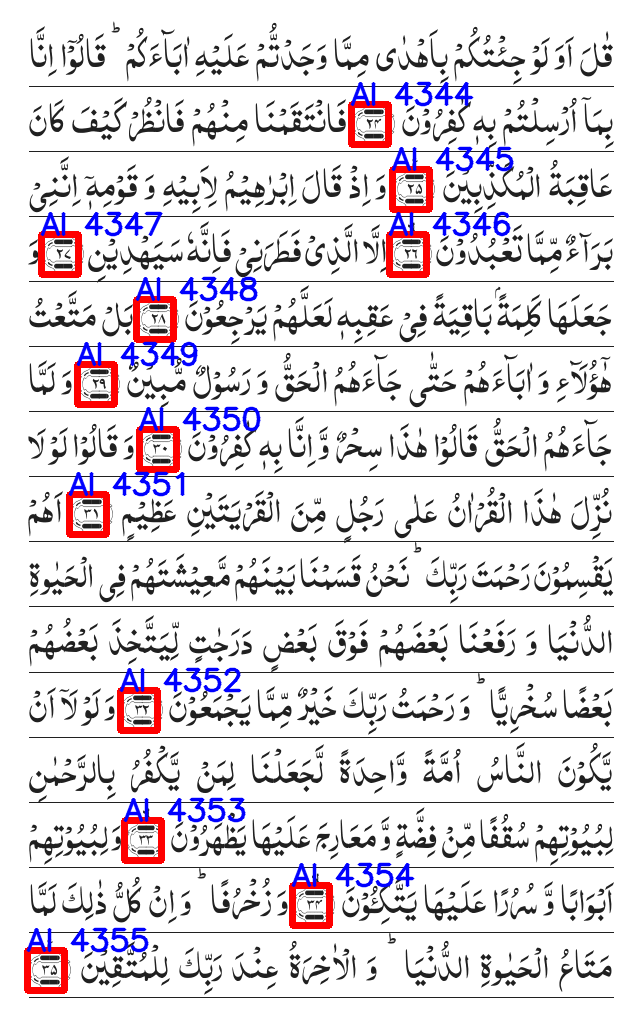 AI 4344
AI 4345
AI 4346
AI 4347
AI 4348
AI 4349
AI 4350
AI 4351
AI 4352
AI 4353
AI 4354
AI 4355
قٰلَ اَوَ لَوْ جِئْتُكُمْ بِاَهْدٰى مِمَّا وَجَدْتُّمْ عَلَيْهِ اٰبَآءَكُمْ ؕ قَالُوْۤا اِنَّا
بِمَاۤ اُرْسِلْتُمْ بِهٖ كٰفِرُوْنَ ۲۴ فَانْتَقَمْنَا مِنْهُمْ فَانْظُرْ كَيْفَ كَانَ
عَاقِبَةُ الْمُكَذِّبِيْنَ ۲۵ وَ اِذْ قَالَ اِبْرٰهِيْمُ لِاَبِيْهِ وَ قَوْمِهٖۤ اِنَّنِيْ
بَرَآءٌ مِّمَّا تَعْبُدُوْنَ ۲۶ اِلَّا الَّذِيْ فَطَرَنِيْ فَاِنَّهٗ سَيَهْدِيْنِ ۲۷ وَ
جَعَلَهَا كَلِمَةًۢ بَاقِيَةً فِيْ عَقِبِهٖ لَعَلَّهُمْ يَرْجِعُوْنَ ۲۸ بَلْ مَتَّعْتُ
هٰۤؤُلَآءِ وَ اٰبَآءَهُمْ حَتّٰى جَآءَهُمُ الْحَقُّ وَ رَسُوْلٌ مُّبِيْنٌ ۲۹ وَ لَمَّا
جَآءَهُمُ الْحَقُّ قَالُوْا هٰذَا سِحْرٌ وَّ اِنَّا بِهٖ كٰفِرُوْنَ ۳۰ وَ قَالُوْا لَوْلَا
نُزِّلَ هٰذَا الْقُرْاٰنُ عَلٰى رَجُلٍ مِّنَ الْقَرْيَتَيْنِ عَظِيْمٍ ۳۱ اَهُمْ
يَقْسِمُوْنَ رَحْمَتَ رَبِّكَ ؕ نَحْنُ قَسَمْنَا بَيْنَهُمْ مَّعِيْشَتَهُمْ فِى الْحَيٰوةِ
الدُّنْيَا وَ رَفَعْنَا بَعْضَهُمْ فَوْقَ بَعْضٍ دَرَجٰتٍ لِّيَتَّخِذَ بَعْضُهُمْ
بَعْضًا سُخْرِيًّا ؕ وَ رَحْمَتُ رَبِّكَ خَيْرٌ مِّمَّا يَجْمَعُوْنَ ۳۲ وَ لَوْلَاۤ اَنْ
يَّكُوْنَ النَّاسُ اُمَّةً وَّاحِدَةً لَّجَعَلْنَا لِمَنْ يَّكْفُرُ بِالرَّحْمٰنِ
لِبُيُوْتِهِمْ سُقُفًا مِّنْ فِضَّةٍ وَّ مَعَارِجَ عَلَيْهَا يَظْهَرُوْنَ ۳۳ وَ لِبُيُوْتِهِمْ
اَبْوَابًا وَّ سُرُرًا عَلَيْهَا يَتَّكِـُٔوْنَ ۳۴ وَ زُخْرُفًا ؕ وَ اِنْ كُلُّ ذٰلِكَ لَمَّا
مَتَاعُ الْحَيٰوةِ الدُّنْيَا ؕ وَ الْاٰخِرَةُ عِنْدَ رَبِّكَ لِلْمُتَّقِيْنَ ۳۵